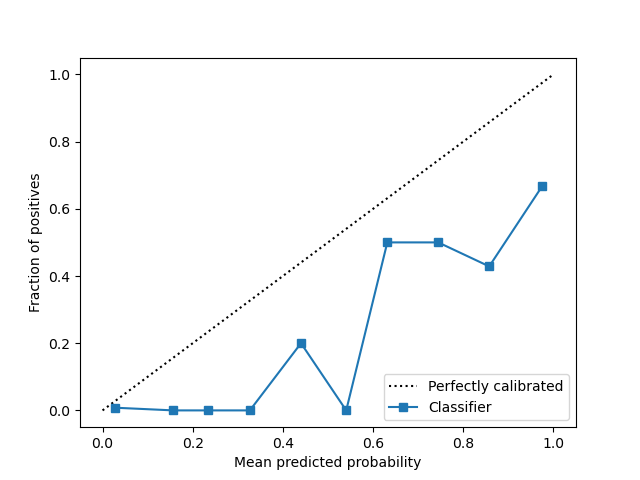 1.0
0.8
0.6
0.4
0.2
0.0
Fraction of positives
Perfectly calibrated
Classifier
0.0 0.2 0.4 0.6 0.8 1.0
Mean predicted probability